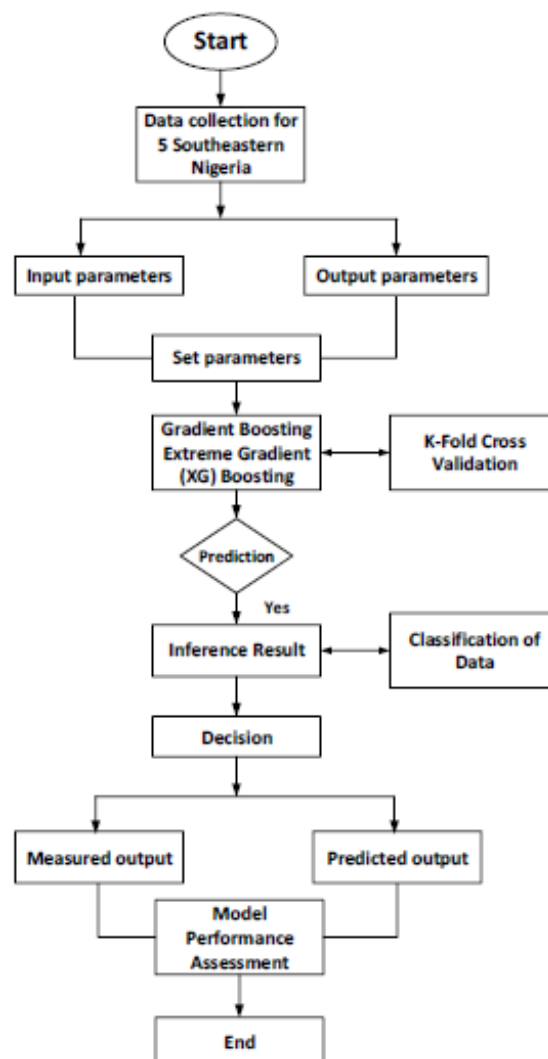 Start
Data collection for
5 Southeastern
Nigeria
Input parameters
Output parameters
Set parameters
Gradient Boosting
Extreme Gradient
(XG) Boosting
K-Fold Cross
Validation
Prediction
Yes
Inference Result
Classification of
Data
Decision
Measured output
Predicted output
Model
Performance
Assessment
End